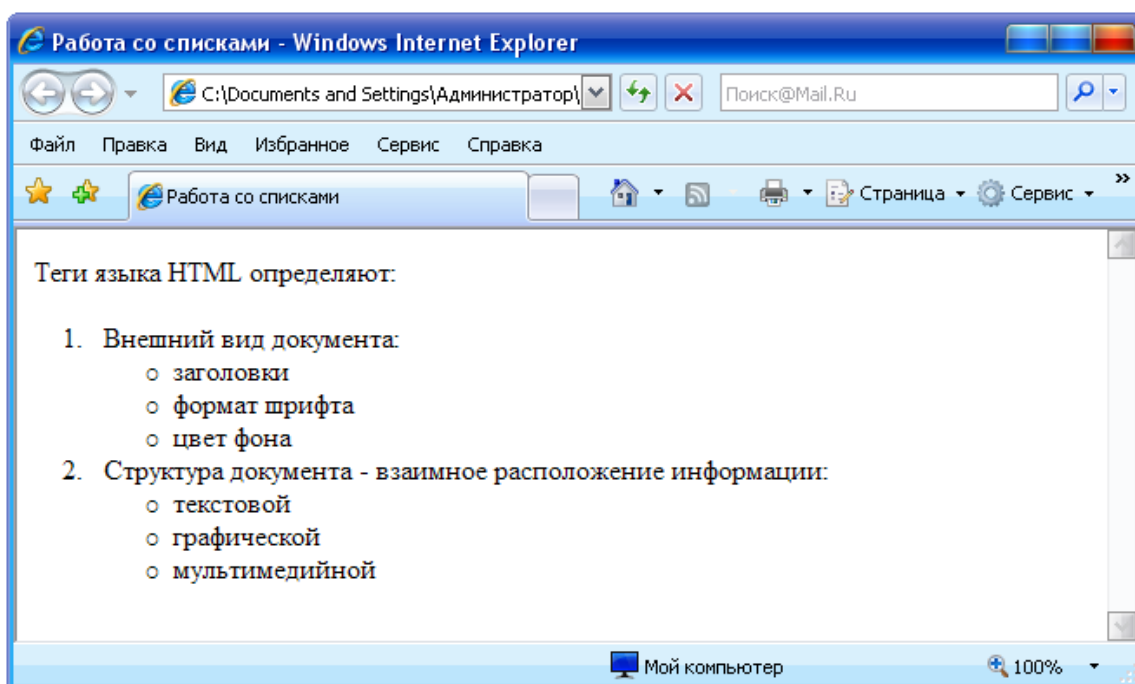 Работа со списками - Windows Internet Explorer
C:\Documents and Settings\Администратор\
Поиск@Mail.Ru
Файл Правка Вид Избранное Сервис Справка
Работа со списками
Страница Сервис »
Теги языка HTML определяют:
1. Внешний вид документа:
○ заголовки
○ формат шрифта
○ цвет фона
2. Структура документа - взаимное расположение информации:
○ текстовой
○ графической
○ мультимедийной
Мой компьютер 100%